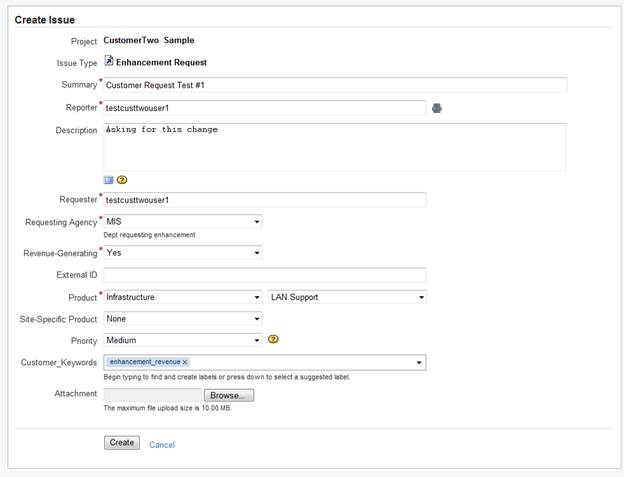 Create Issue
Project CustomerTwo Sample
Issue Type Enhancement Request
Summary * Customer Request Test #1
Reporter * testcusttwouser1
Description Asking for this change
?
Requester * testcusttwouser1
Requesting Agency * MIS
Dept requesting enhancement
Revenue-Generating * Yes
External ID
Product * Infrastructure LAN Support
Site-Specific Product None
Priority Medium ?
Customer_Keywords enhancement_revenue ×
Begin typing to find and create labels or press down to select a suggested label.
Attachment Browse...
The maximum file upload size is 10.00 MB.
Create Cancel